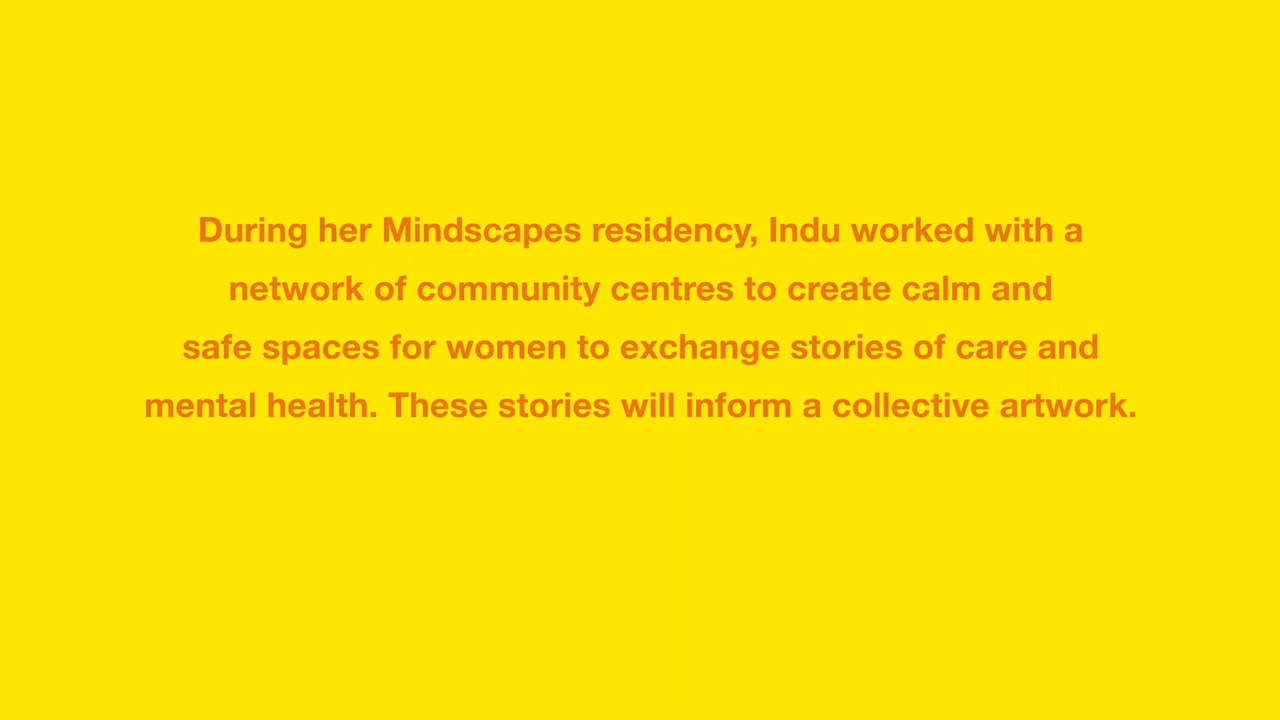 During her Mindscapes residency, Indu worked with a
network of community centres to create calm and
safe spaces for women to exchange stories of care and
mental health. These stories will inform a collective artwork.